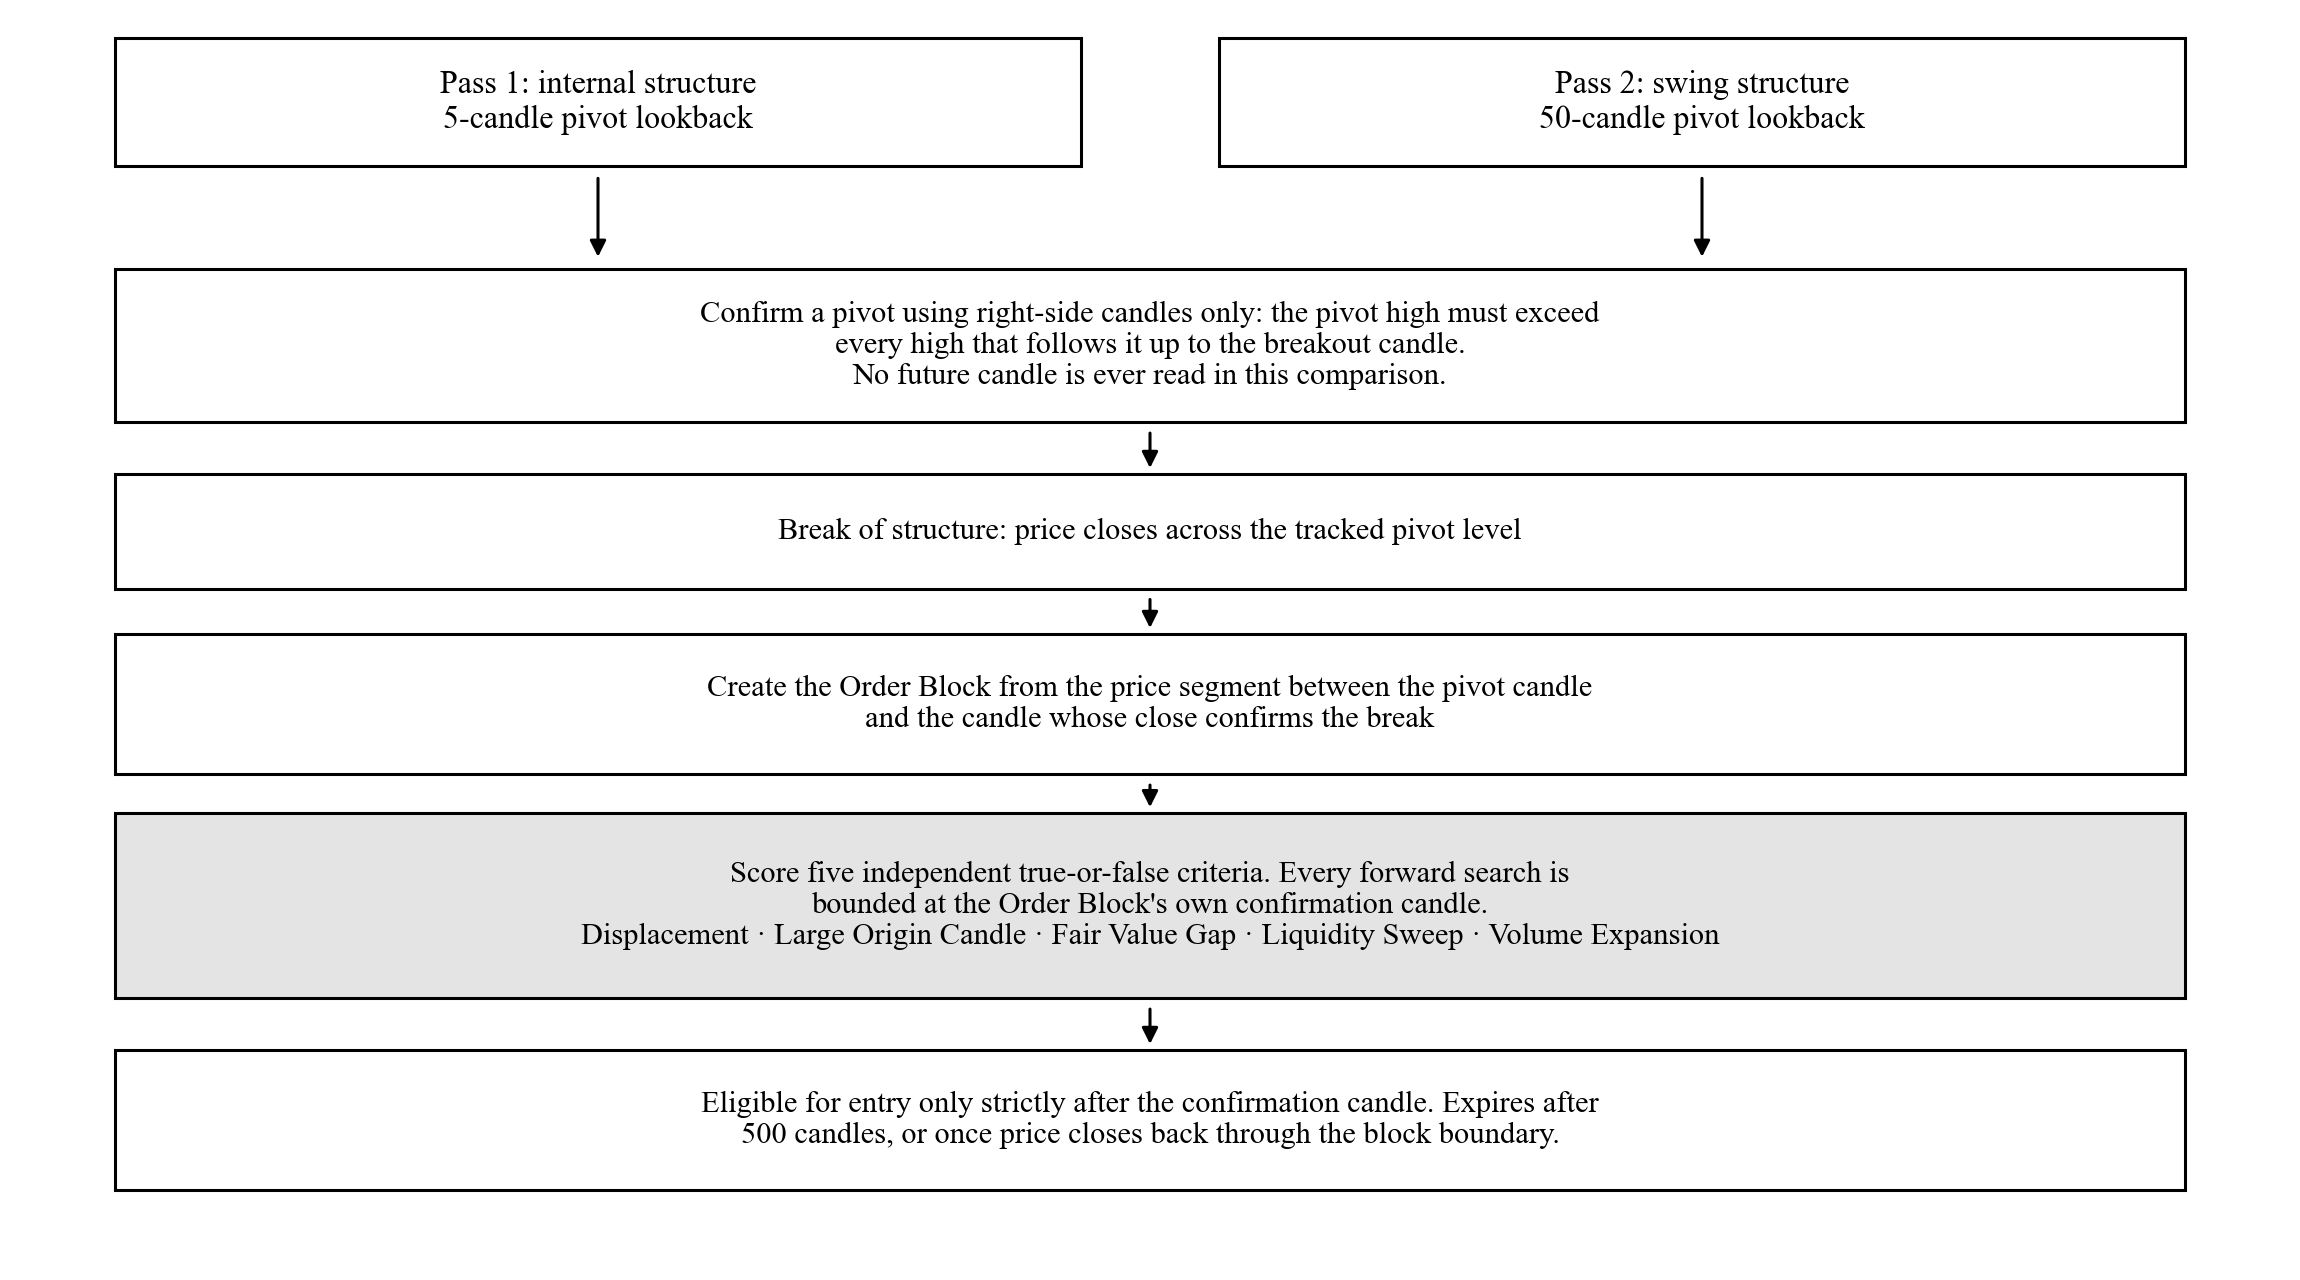 Pass 1: internal structure
5-candle pivot lookback
Pass 2: swing structure
50-candle pivot lookback
Confirm a pivot using right-side candles only: the pivot high must exceed
every high that follows it up to the breakout candle.
No future candle is ever read in this comparison.
Break of structure: price closes across the tracked pivot level
Create the Order Block from the price segment between the pivot candle
and the candle whose close confirms the break
Score five independent true-or-false criteria. Every forward search is
bounded at the Order Block's own confirmation candle.
Displacement · Large Origin Candle · Fair Value Gap · Liquidity Sweep · Volume Expansion
Eligible for entry only strictly after the confirmation candle. Expires after
500 candles, or once price closes back through the block boundary.